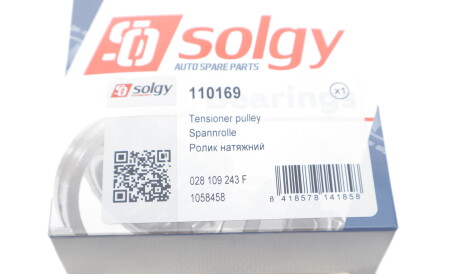 solgy
AUTO SPARE PARTS
solgy
110169
x1
Bearings
Tensioner pulley
Spannrolle
Ролик натяжний
028 109 243 F
1058458
8 418578 141858